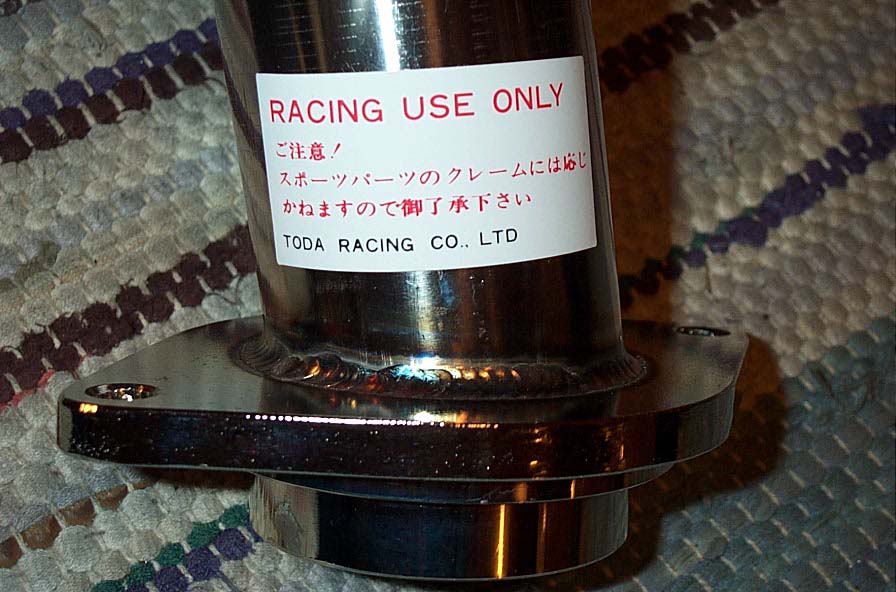 RACING USE ONLY
ご注意!
スポーツパーツのクレームには応じ
かねますので御了承下さい
TODA RACING CO., LTD